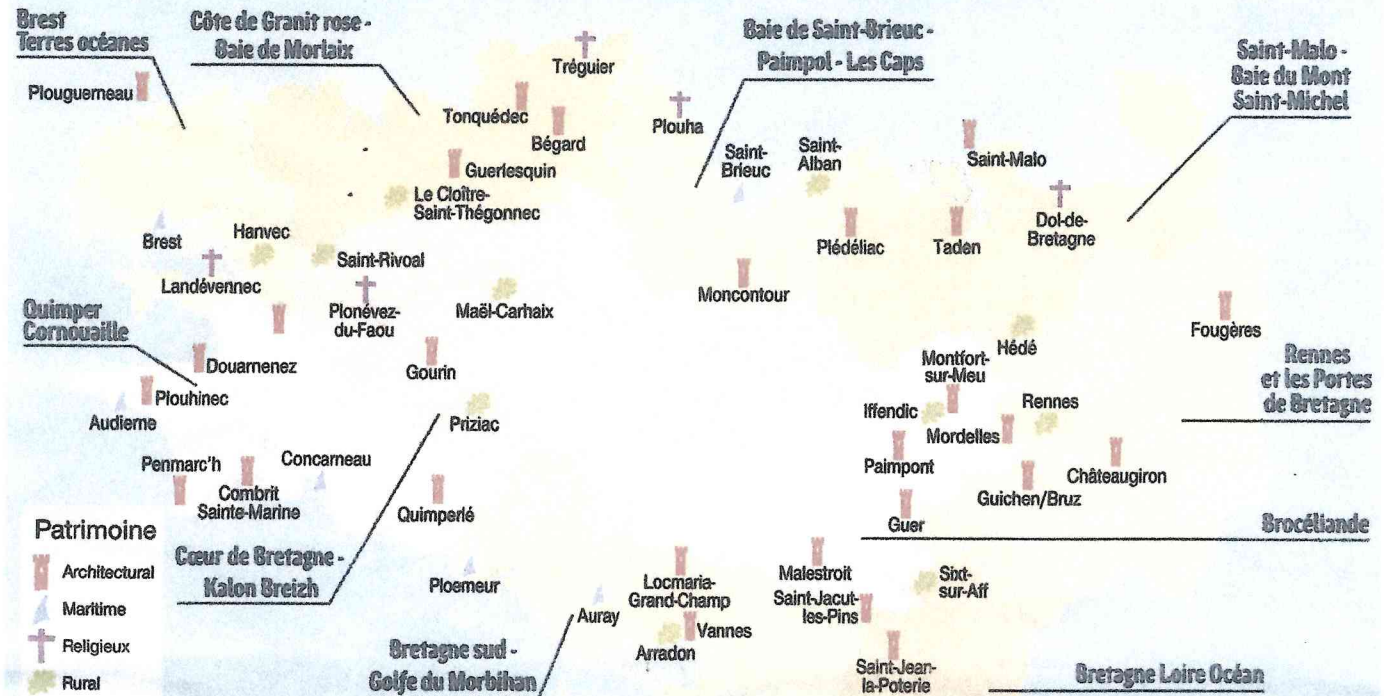 Brest
Terres océanes
Côte de Granit rose -
Baie de Morlaix
Baie de Saint-Brieuc -
Paimpol - Les Caps
Saint-Malo -
Baie du Mont
Saint-Michel
Plouguerneau
Tréguier
Tonquédec
Bégard
Plouha
Guerlesquin
Saint-
Brieuc
Saint-
Alban
Saint-Malo
Le Cloître-
Saint-Thégonnec
Brest
Hanvec
Plédéliac
Taden
Dol-de-
Bretagne
Saint-Rivoal
Landévennec
Plonévez-
du-Faou
Maël-Carhaix
Moncontour
Fougères
Quimper
Cornouaille
Douarnenez
Gourin
Hédé
Montfort-
sur-Meu
Rennes
et les Portes
de Bretagne
Plouhinec
Audierne
Priziac
Iffendic
Rennes
Mordelles
Penmarc'h
Concarneau
Combrit
Sainte-Marine
Quimperlé
Paimpont
Guichen/Bruz
Châteaugiron
Guer
Brocéliande
Patrimoine
Architectural
Maritime
Religieux
Rural
Cœur de Bretagne -
Kalon Breizh
Ploemeur
Auray
Locmaria-
Grand-Champ
Malestroit
Saint-Jacut-
les-Pins
Sixt-
sur-Aff
Vannes
Arradon
Bretagne sud -
Golfe du Morbihan
Saint-Jean-
la-Poterie
Bretagne Loire Océan